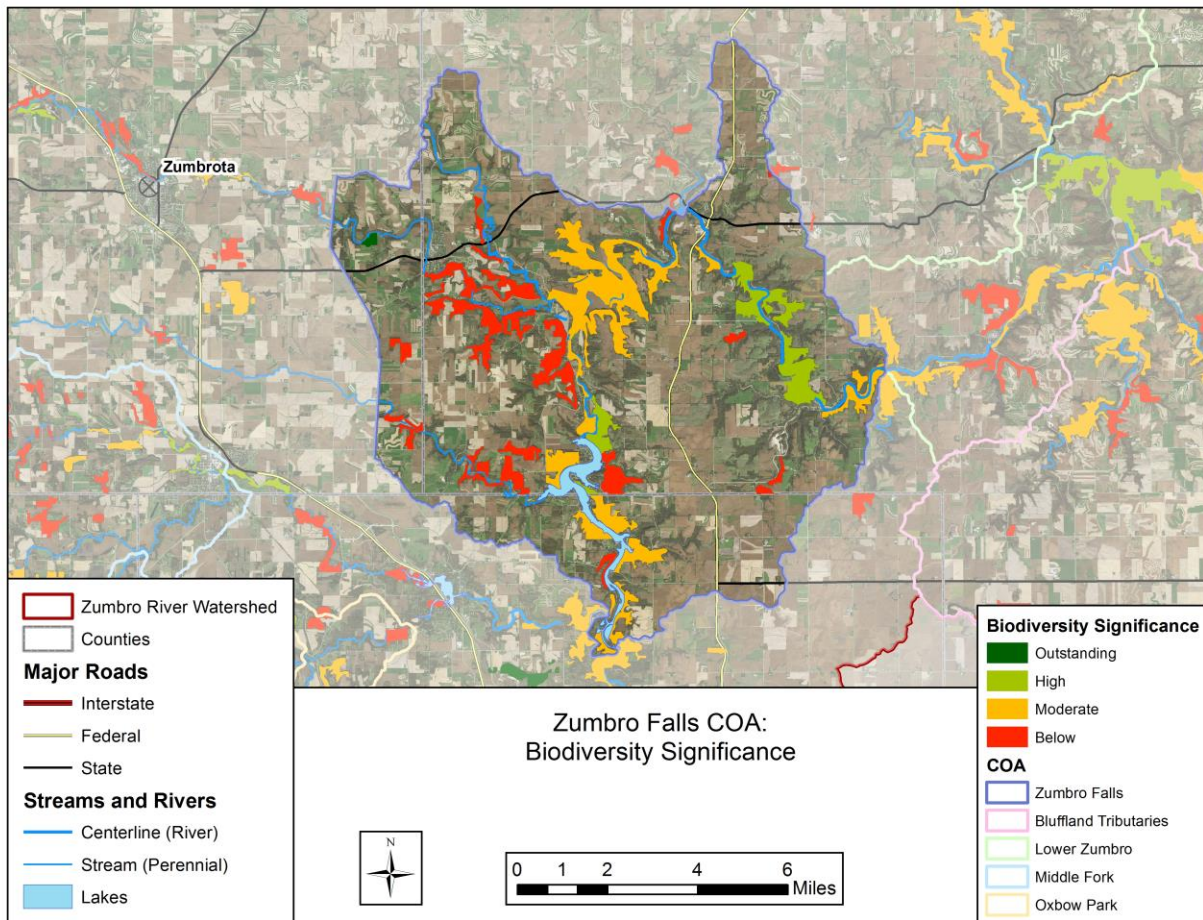 Zumbrota
Zumbro River Watershed
Counties
Major Roads
Interstate
Federal
State
Streams and Rivers
Centerline (River)
Stream (Perennial)
Lakes
Zumbro Falls COA:
Biodiversity Significance
N
0 1 2 4 6
Miles
Biodiversity Significance
Outstanding
High
Moderate
Below
COA
Zumbro Falls
Bluffland Tributaries
Lower Zumbro
Middle Fork
Oxbow Park